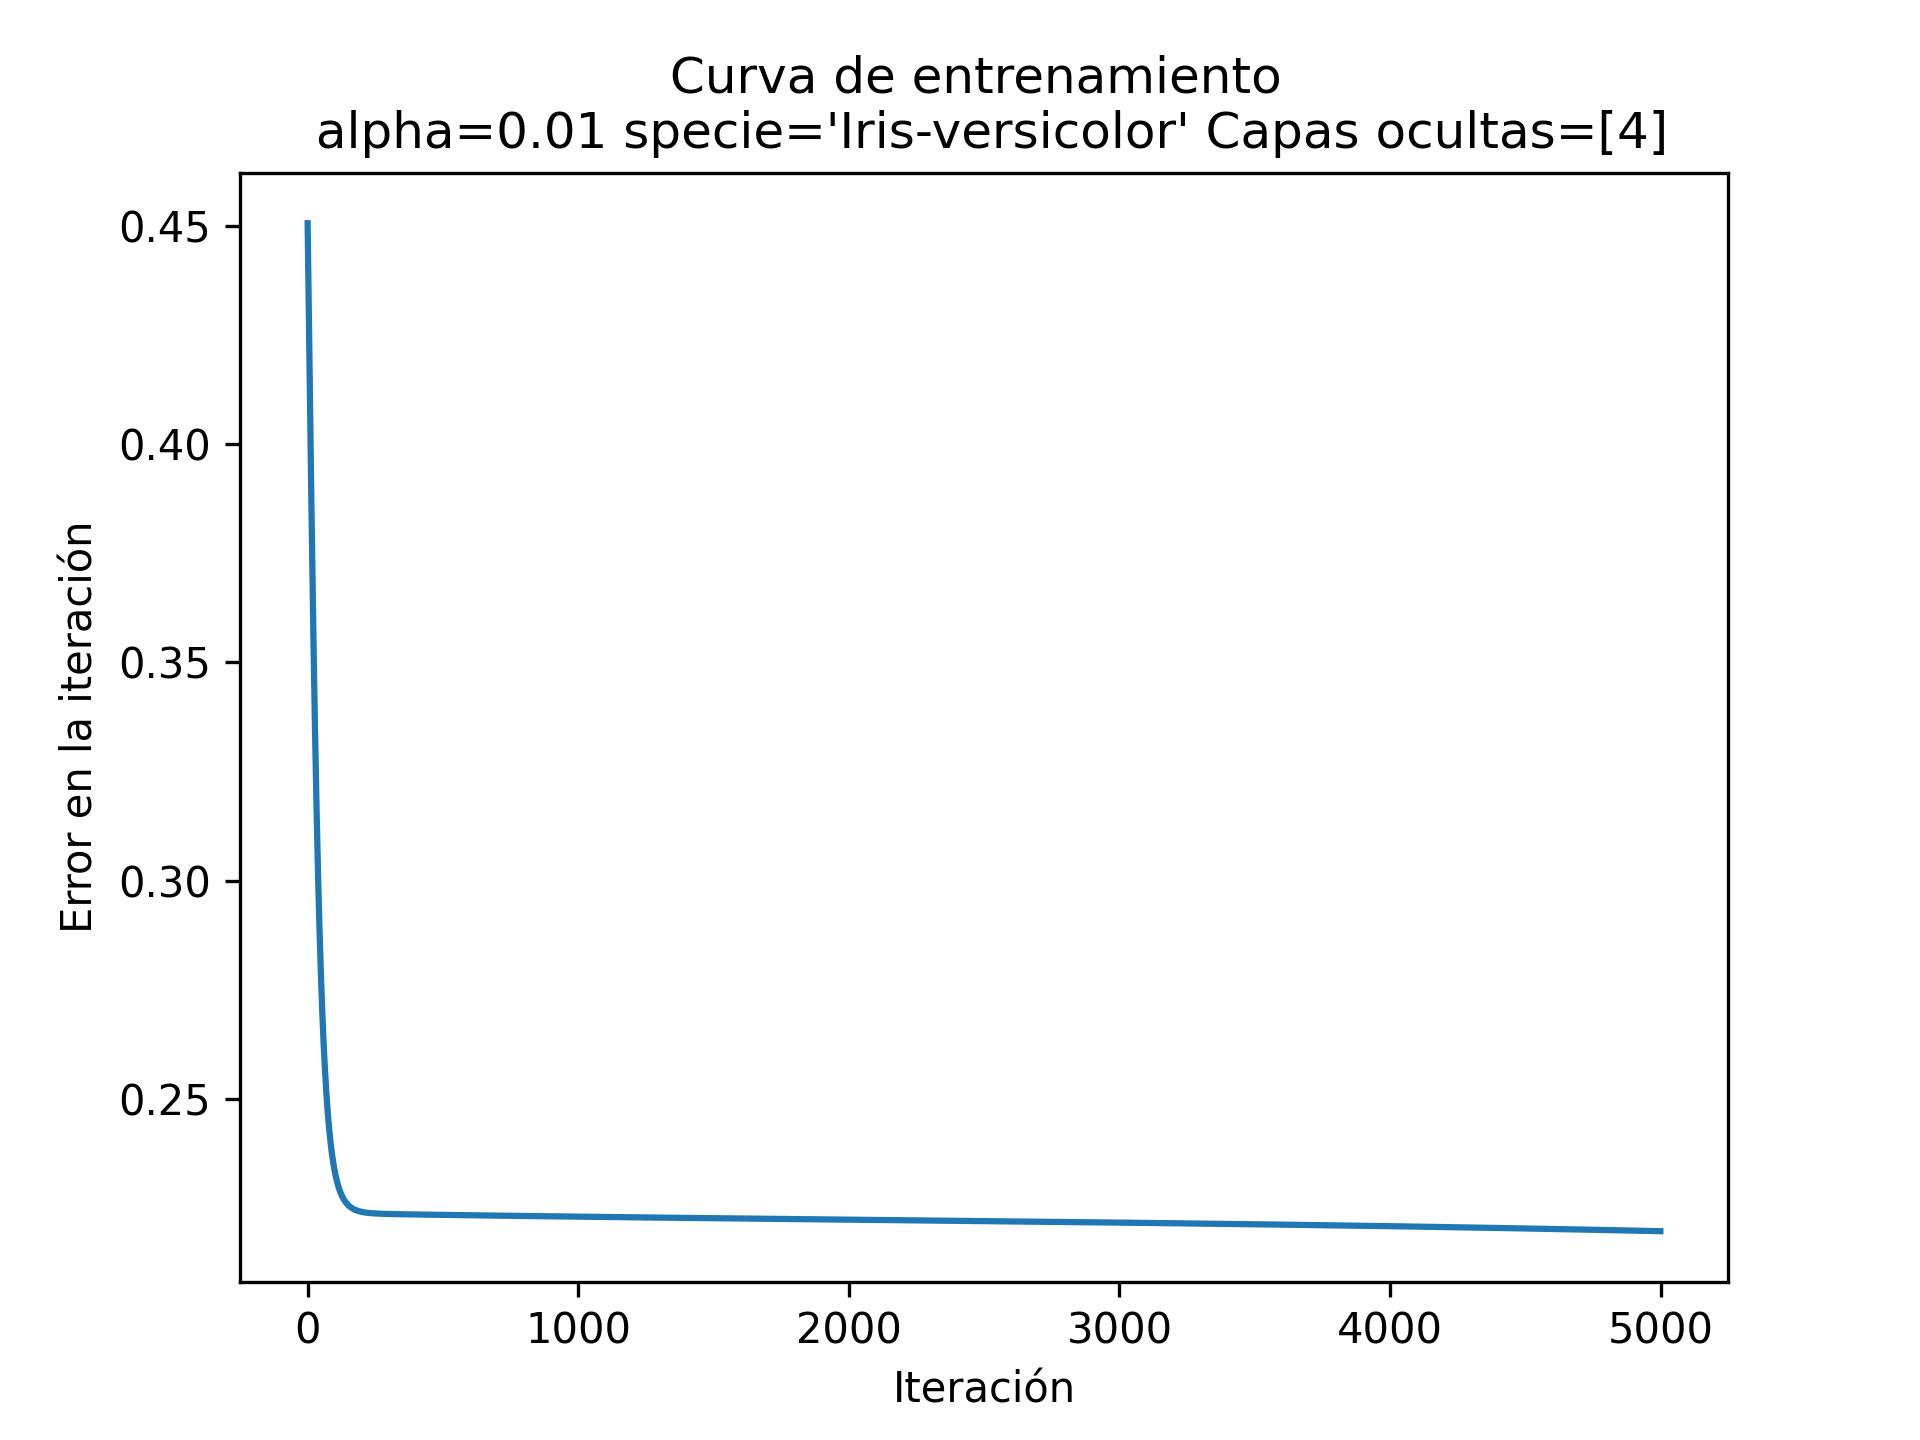 Curva de entrenamiento
alpha=0.01 specie='Iris-versicolor' Capas ocultas=[4]
Error en la iteración
0.45
0.40
0.35
0.30
0.25
0 1000 2000 3000 4000 5000
Iteración